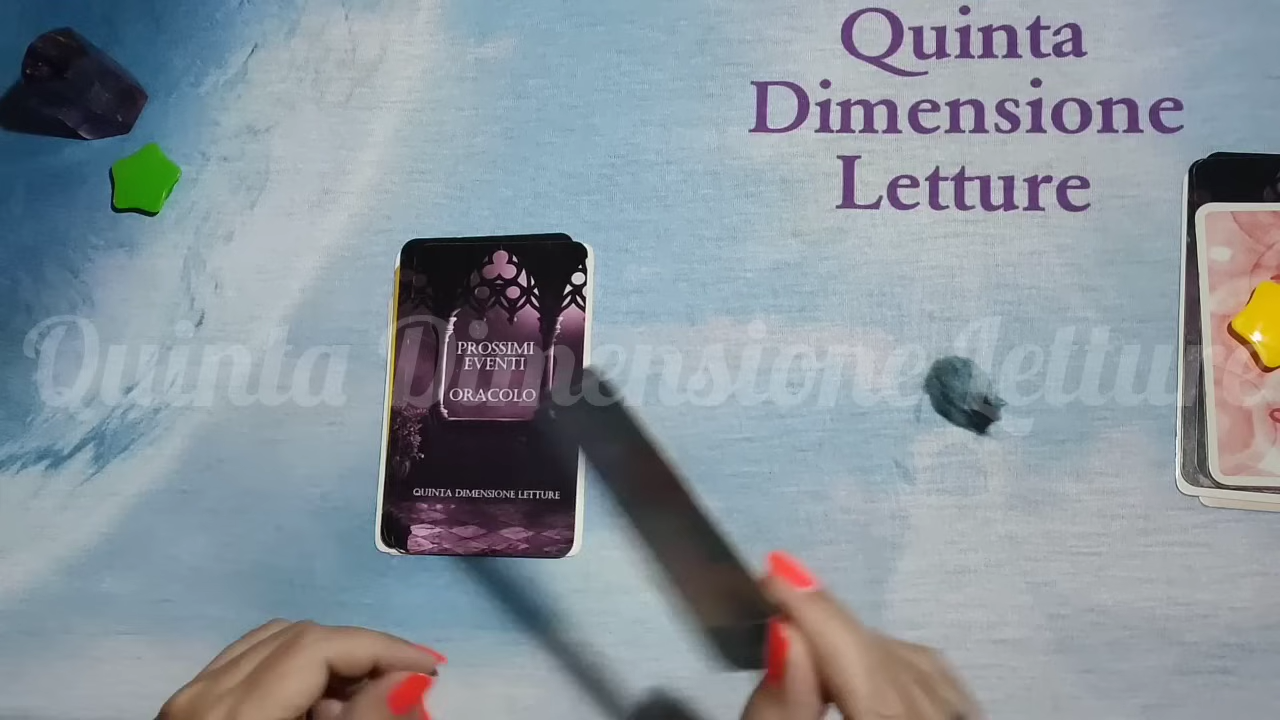 Quinta
Dimensione
Letture
PROSSIMI
EVENTI
ORACOLO
QUINTA DIMENSIONE LETTURE
Quinta Dimensione Letture